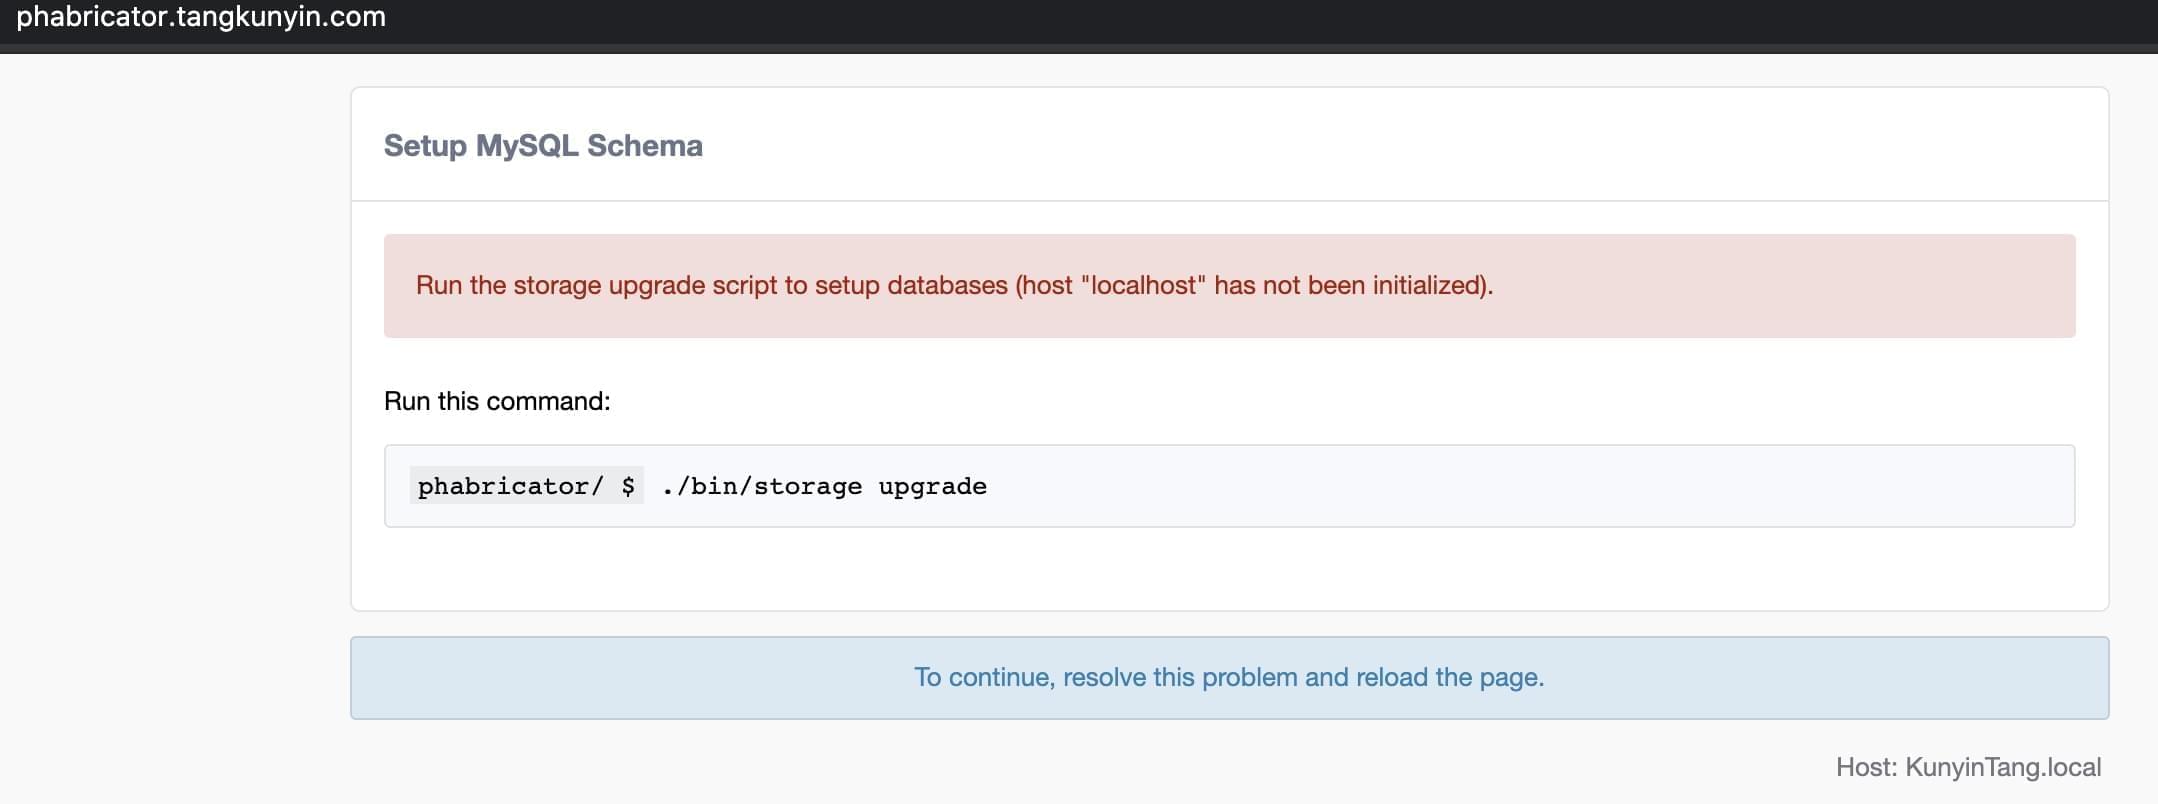 phabricator.tangkunyin.com
Setup MySQL Schema
Run the storage upgrade script to setup databases (host "localhost" has not been initialized).
Run this command:
phabricator/ $ ./bin/storage upgrade
To continue, resolve this problem and reload the page.
Host: KunyinTang.local